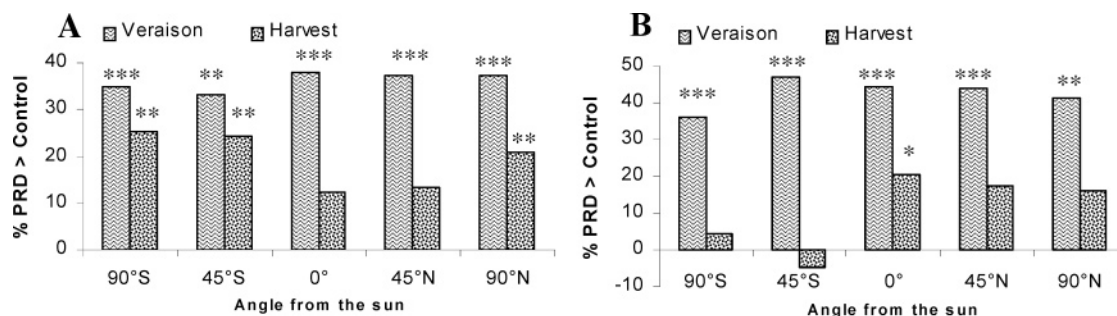 A
Veraison Harvest
*** ** *** *** ***
** ** **
% PRD > Control
40
30
20
10
0
90°S 45°S 0° 45°N 90°N
Angle from the sun
B
Veraison Harvest
*** *** *** *** **
*
% PRD > Control
50
40
30
20
10
0
-10
90°S 45°S 0° 45°N 90°N
Angle from the sun